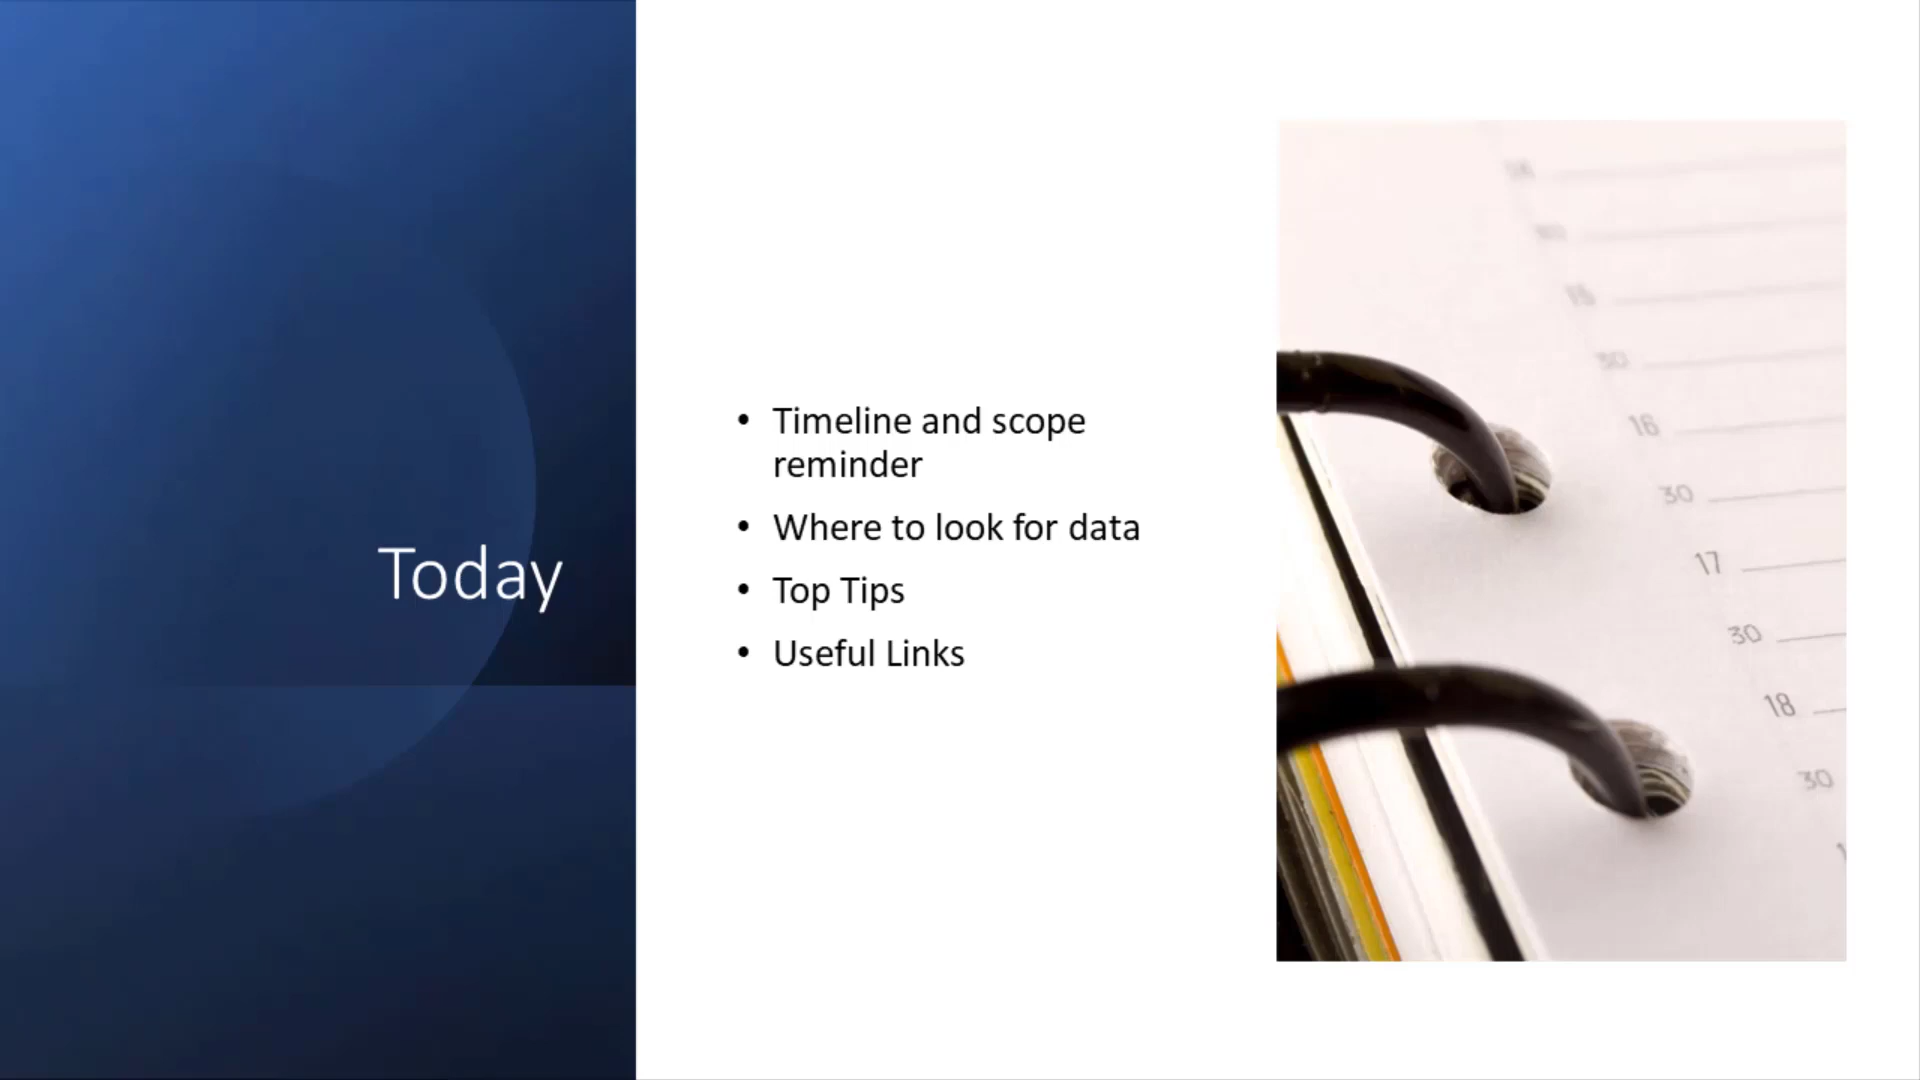 Today
• Timeline and scope
reminder
• Where to look for data
• Top Tips
• Useful Links
30
16
30
17
30
18
30